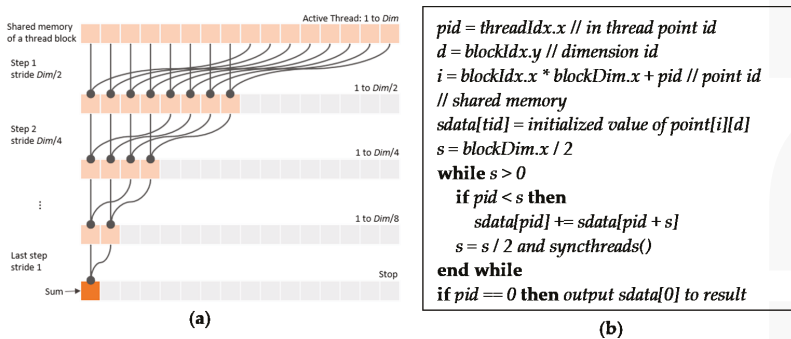 Active Thread: 1 to Dim
Shared memory
of a thread block
Step 1
stride Dim/2
1 to Dim/2
Step 2
stride Dim/4
1 to Dim/4
⋮
1 to Dim/8
Last step
stride 1
Stop
Sum
(a)
pid = threadIdx.x // in thread point id
d = blockIdx.y // dimension id
i = blockIdx.x * blockDim.x + pid // point id
// shared memory
sdata[tid] = initialized value of point[i][d]
s = blockDim.x / 2
while s > 0
if pid < s then
sdata[pid] += sdata[pid + s]
s = s / 2 and syncthreads()
end while
if pid == 0 then output sdata[0] to result
(b)